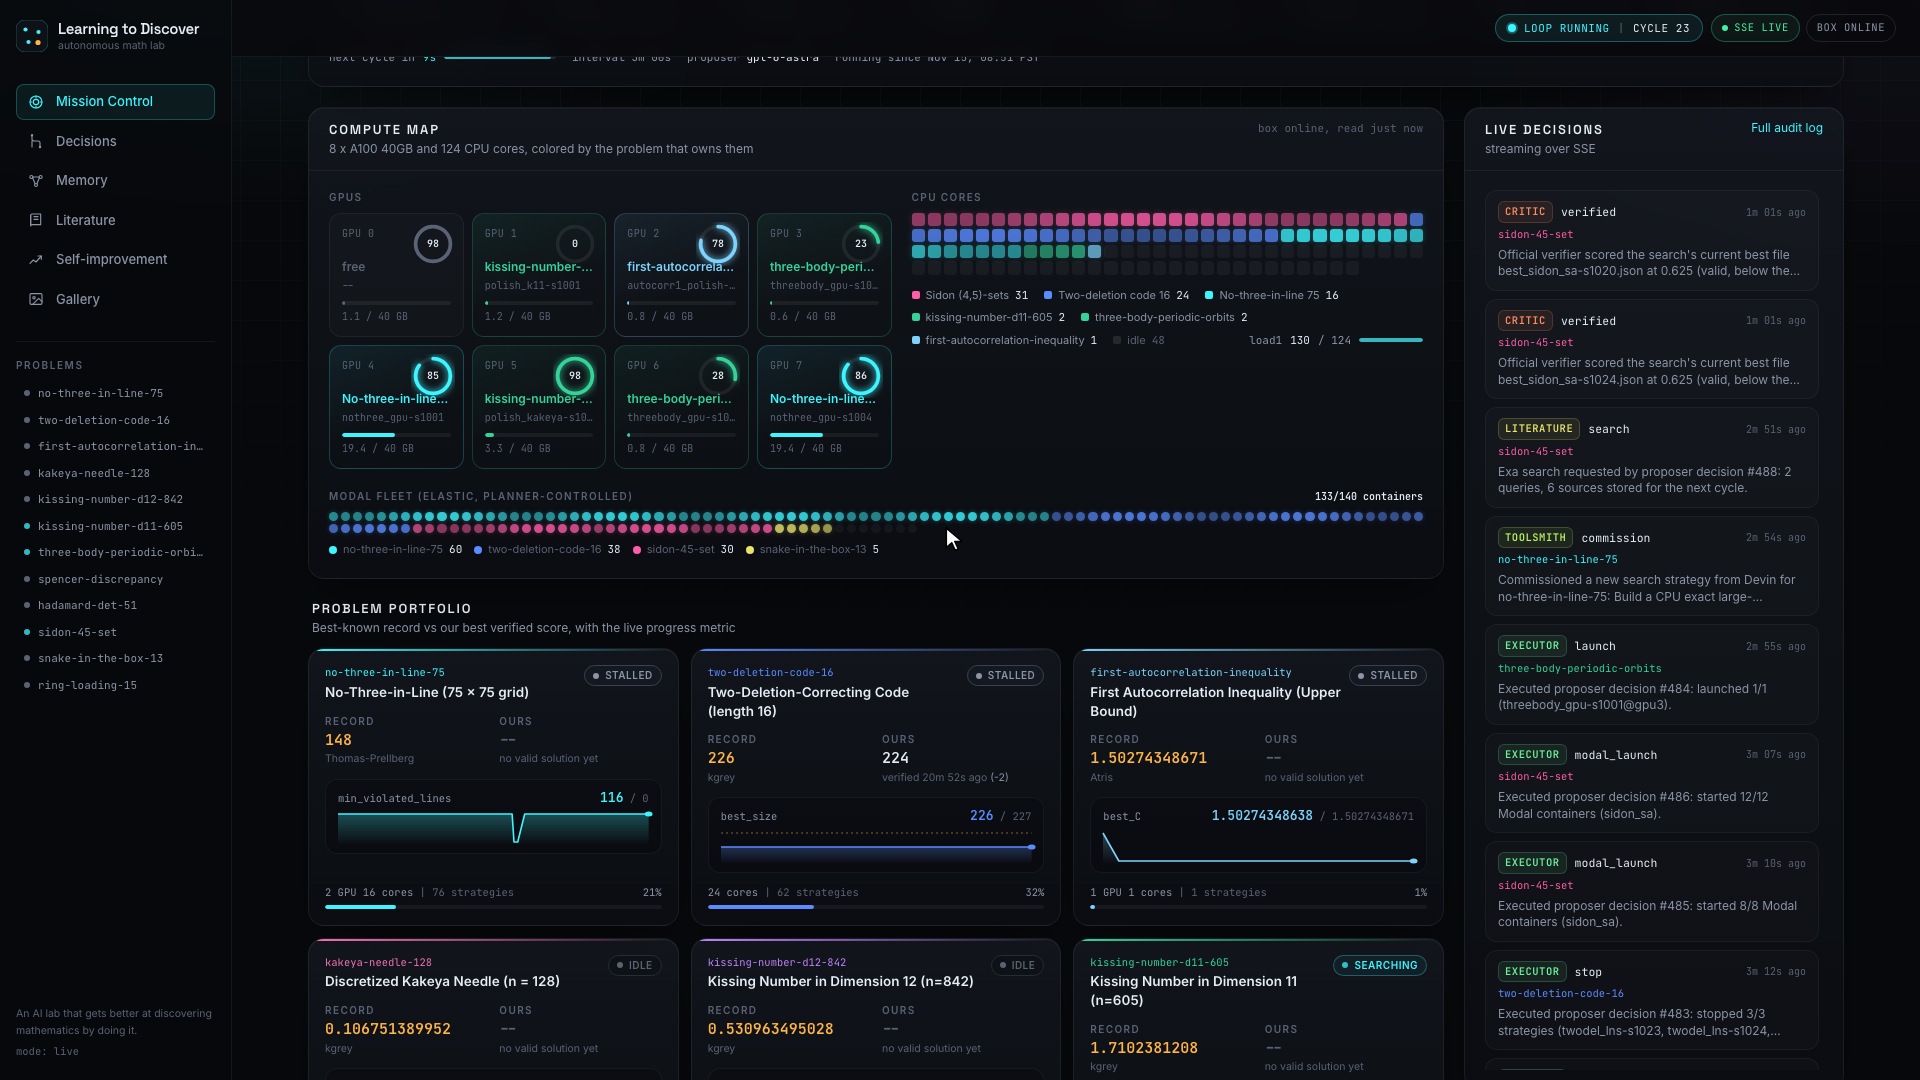 Learning to Discover
autonomous math lab
LOOP RUNNING | CYCLE 23
SSE LIVE
BOX ONLINE
Mission Control
Decisions
Memory
Literature
Self-improvement
Gallery
PROBLEMS
no-three-in-line-75
two-deletion-code-16
first-autocorrelation-in…
kakeya-needle-128
kissing-number-d12-842
kissing-number-d11-605
three-body-periodic-orbi…
spencer-discrepancy
hadamard-det-51
sidon-45-set
snake-in-the-box-13
ring-loading-15
An AI lab that gets better at discovering
mathematics by doing it.
mode: live
next cycle in 9s interval 3m 00s proposer gpt-6-astra running since Nov 15, 08:51 PST
COMPUTE MAP
box online, read just now
8 x A100 40GB and 124 CPU cores, colored by the problem that owns them
GPUS
GPU 0 98
free
--
1.1 / 40 GB
GPU 1 0
kissing-number-…
polish_k11-s1001
1.2 / 40 GB
GPU 2 78
first-autocorrela…
autocorr1_polish-…
0.8 / 40 GB
GPU 3 23
three-body-peri…
threebody_gpu-s10…
0.6 / 40 GB
GPU 4 85
No-three-in-line…
nothree_gpu-s1001
19.4 / 40 GB
GPU 5 98
kissing-number-…
polish_kakeya-s10…
3.3 / 40 GB
GPU 6 28
three-body-peri…
threebody_gpu-s10…
0.8 / 40 GB
GPU 7 86
No-three-in-line…
nothree_gpu-s1004
19.4 / 40 GB
CPU CORES
Sidon (4,5)-sets 31 Two-deletion code 16 24 No-three-in-line 75 16
kissing-number-d11-605 2 three-body-periodic-orbits 2
first-autocorrelation-inequality 1 idle 48 load1 130 / 124
MODAL FLEET (ELASTIC, PLANNER-CONTROLLED)
133/140 containers
no-three-in-line-75 60 two-deletion-code-16 38 sidon-45-set 30 snake-in-the-box-13 5
PROBLEM PORTFOLIO
Best-known record vs our best verified score, with the live progress metric
no-three-in-line-75
STALLED
No-Three-in-Line (75 × 75 grid)
RECORD OURS
148 --
Thomas-Prellberg no valid solution yet
min_violated_lines 116 / 0
2 GPU 16 cores | 76 strategies 21%
two-deletion-code-16
STALLED
Two-Deletion-Correcting Code
(length 16)
RECORD OURS
226 224
kgrey verified 20m 52s ago (-2)
best_size 226 / 227
24 cores | 62 strategies 32%
first-autocorrelation-inequality
STALLED
First Autocorrelation Inequality (Upper
Bound)
RECORD OURS
1.50274348671 --
Atris no valid solution yet
best_C 1.50274348638 / 1.50274348671
1 GPU 1 cores | 1 strategies 1%
kakeya-needle-128
IDLE
Discretized Kakeya Needle (n = 128)
RECORD OURS
0.106751389952 --
kgrey no valid solution yet
kissing-number-d12-842
IDLE
Kissing Number in Dimension 12 (n=842)
RECORD OURS
0.530963495028 --
kgrey no valid solution yet
kissing-number-d11-605
SEARCHING
Kissing Number in Dimension 11
(n=605)
RECORD OURS
1.7102381208 --
kgrey no valid solution yet
LIVE DECISIONS
Full audit log
streaming over SSE
CRITIC verified 1m 01s ago
sidon-45-set
Official verifier scored the search's current best file
best_sidon_sa-s1020.json at 0.625 (valid, below the…
CRITIC verified 1m 01s ago
sidon-45-set
Official verifier scored the search's current best file
best_sidon_sa-s1024.json at 0.625 (valid, below the…
LITERATURE search 2m 51s ago
sidon-45-set
Exa search requested by proposer decision #488: 2
queries, 6 sources stored for the next cycle.
TOOLSMITH commission 2m 54s ago
no-three-in-line-75
Commissioned a new search strategy from Devin for
no-three-in-line-75: Build a CPU exact large-…
EXECUTOR launch 2m 55s ago
three-body-periodic-orbits
Executed proposer decision #484: launched 1/1
(threebody_gpu-s1001@gpu3).
EXECUTOR modal_launch 3m 07s ago
sidon-45-set
Executed proposer decision #486: started 12/12
Modal containers (sidon_sa).
EXECUTOR modal_launch 3m 10s ago
sidon-45-set
Executed proposer decision #485: started 8/8 Modal
containers (sidon_sa).
EXECUTOR stop 3m 12s ago
two-deletion-code-16
Executed proposer decision #483: stopped 3/3
strategies (twodel_lns-s1023, twodel_lns-s1024,…